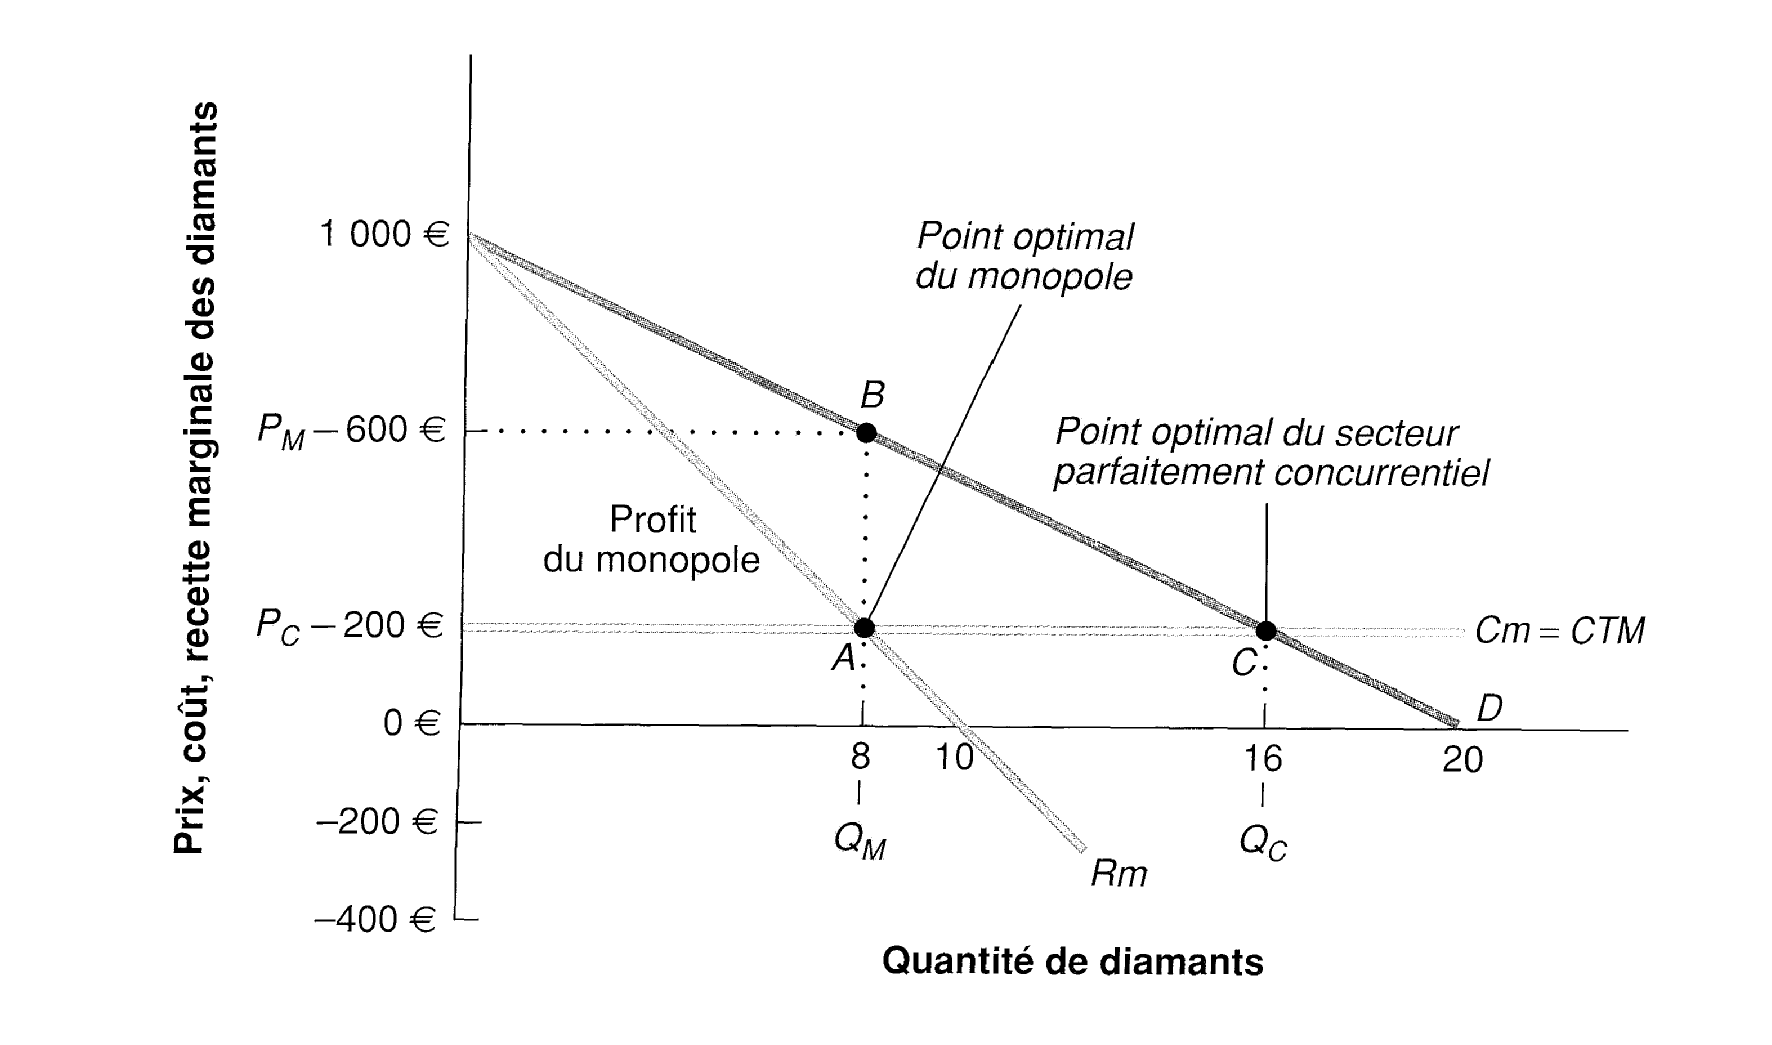 Prix, coût, recette marginale des diamants
1 000 €
Point optimal
du monopole
B
P_M – 600 €
Point optimal du secteur
parfaitement concurrentiel
Profit
du monopole
P_C – 200 €
Cm = CTM
A
C
D
0 €
8
10
16
20
–200 €
Q_M
Q_C
Rm
–400 €
Quantité de diamants